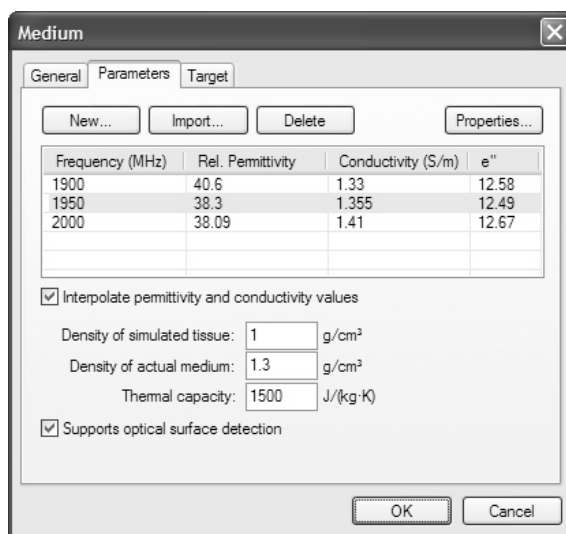 Medium
General Parameters Target
New... Import... Delete Properties...
Frequency (MHz) Rel. Permittivity Conductivity (S/m) e"
1900 40.6 1.33 12.58
1950 38.3 1.355 12.49
2000 38.09 1.41 12.67
Interpolate permittivity and conductivity values
Density of simulated tissue: 1 g/cm³
Density of actual medium: 1.3 g/cm³
Thermal capacity: 1500 J/(kg·K)
Supports optical surface detection
OK Cancel